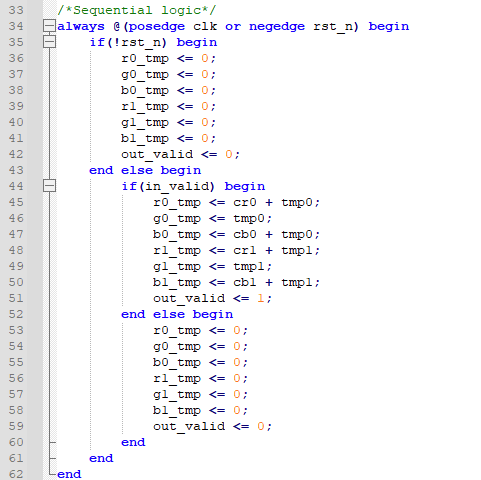 33 /*Sequential logic*/
34 always @(posedge clk or negedge rst_n) begin
35     if(!rst_n) begin
36         r0_tmp <= 0;
37         g0_tmp <= 0;
38         b0_tmp <= 0;
39         r1_tmp <= 0;
40         g1_tmp <= 0;
41         b1_tmp <= 0;
42         out_valid <= 0;
43     end else begin
44         if(in_valid) begin
45             r0_tmp <= cr0 + tmp0;
46             g0_tmp <= tmp0;
47             b0_tmp <= cb0 + tmp0;
48             r1_tmp <= cr1 + tmp1;
49             g1_tmp <= tmp1;
50             b1_tmp <= cb1 + tmp1;
51             out_valid <= 1;
52         end else begin
53             r0_tmp <= 0;
54             g0_tmp <= 0;
55             b0_tmp <= 0;
56             r1_tmp <= 0;
57             g1_tmp <= 0;
58             b1_tmp <= 0;
59             out_valid <= 0;
60         end
61     end
62 end